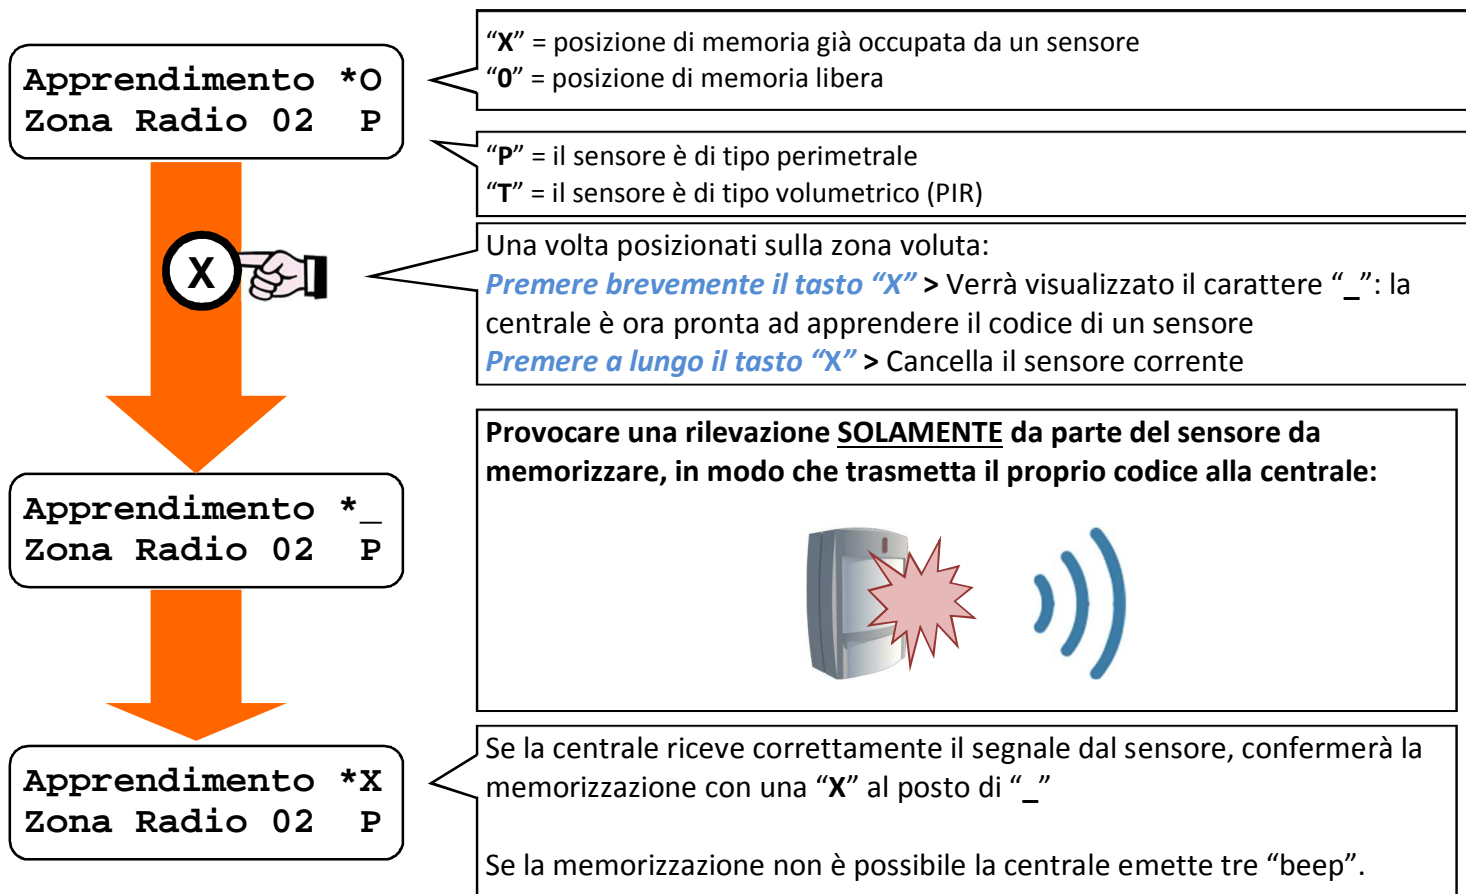 Apprendimento *O
Zona Radio 02 P
“X” = posizione di memoria già occupata da un sensore
“0” = posizione di memoria libera
“P” = il sensore è di tipo perimetrale
“T” = il sensore è di tipo volumetrico (PIR)
X
Una volta posizionati sulla zona voluta:
Premere brevemente il tasto “X” > Verrà visualizzato il carattere “_”: la
centrale è ora pronta ad apprendere il codice di un sensore
Premere a lungo il tasto “X” > Cancella il sensore corrente
Apprendimento *_
Zona Radio 02 P
Provocare una rilevazione SOLAMENTE da parte del sensore da
memorizzare, in modo che trasmetta il proprio codice alla centrale:
Apprendimento *X
Zona Radio 02 P
Se la centrale riceve correttamente il segnale dal sensore, confermerà la
memorizzazione con una “X” al posto di “_”
Se la memorizzazione non è possibile la centrale emette tre “beep”.